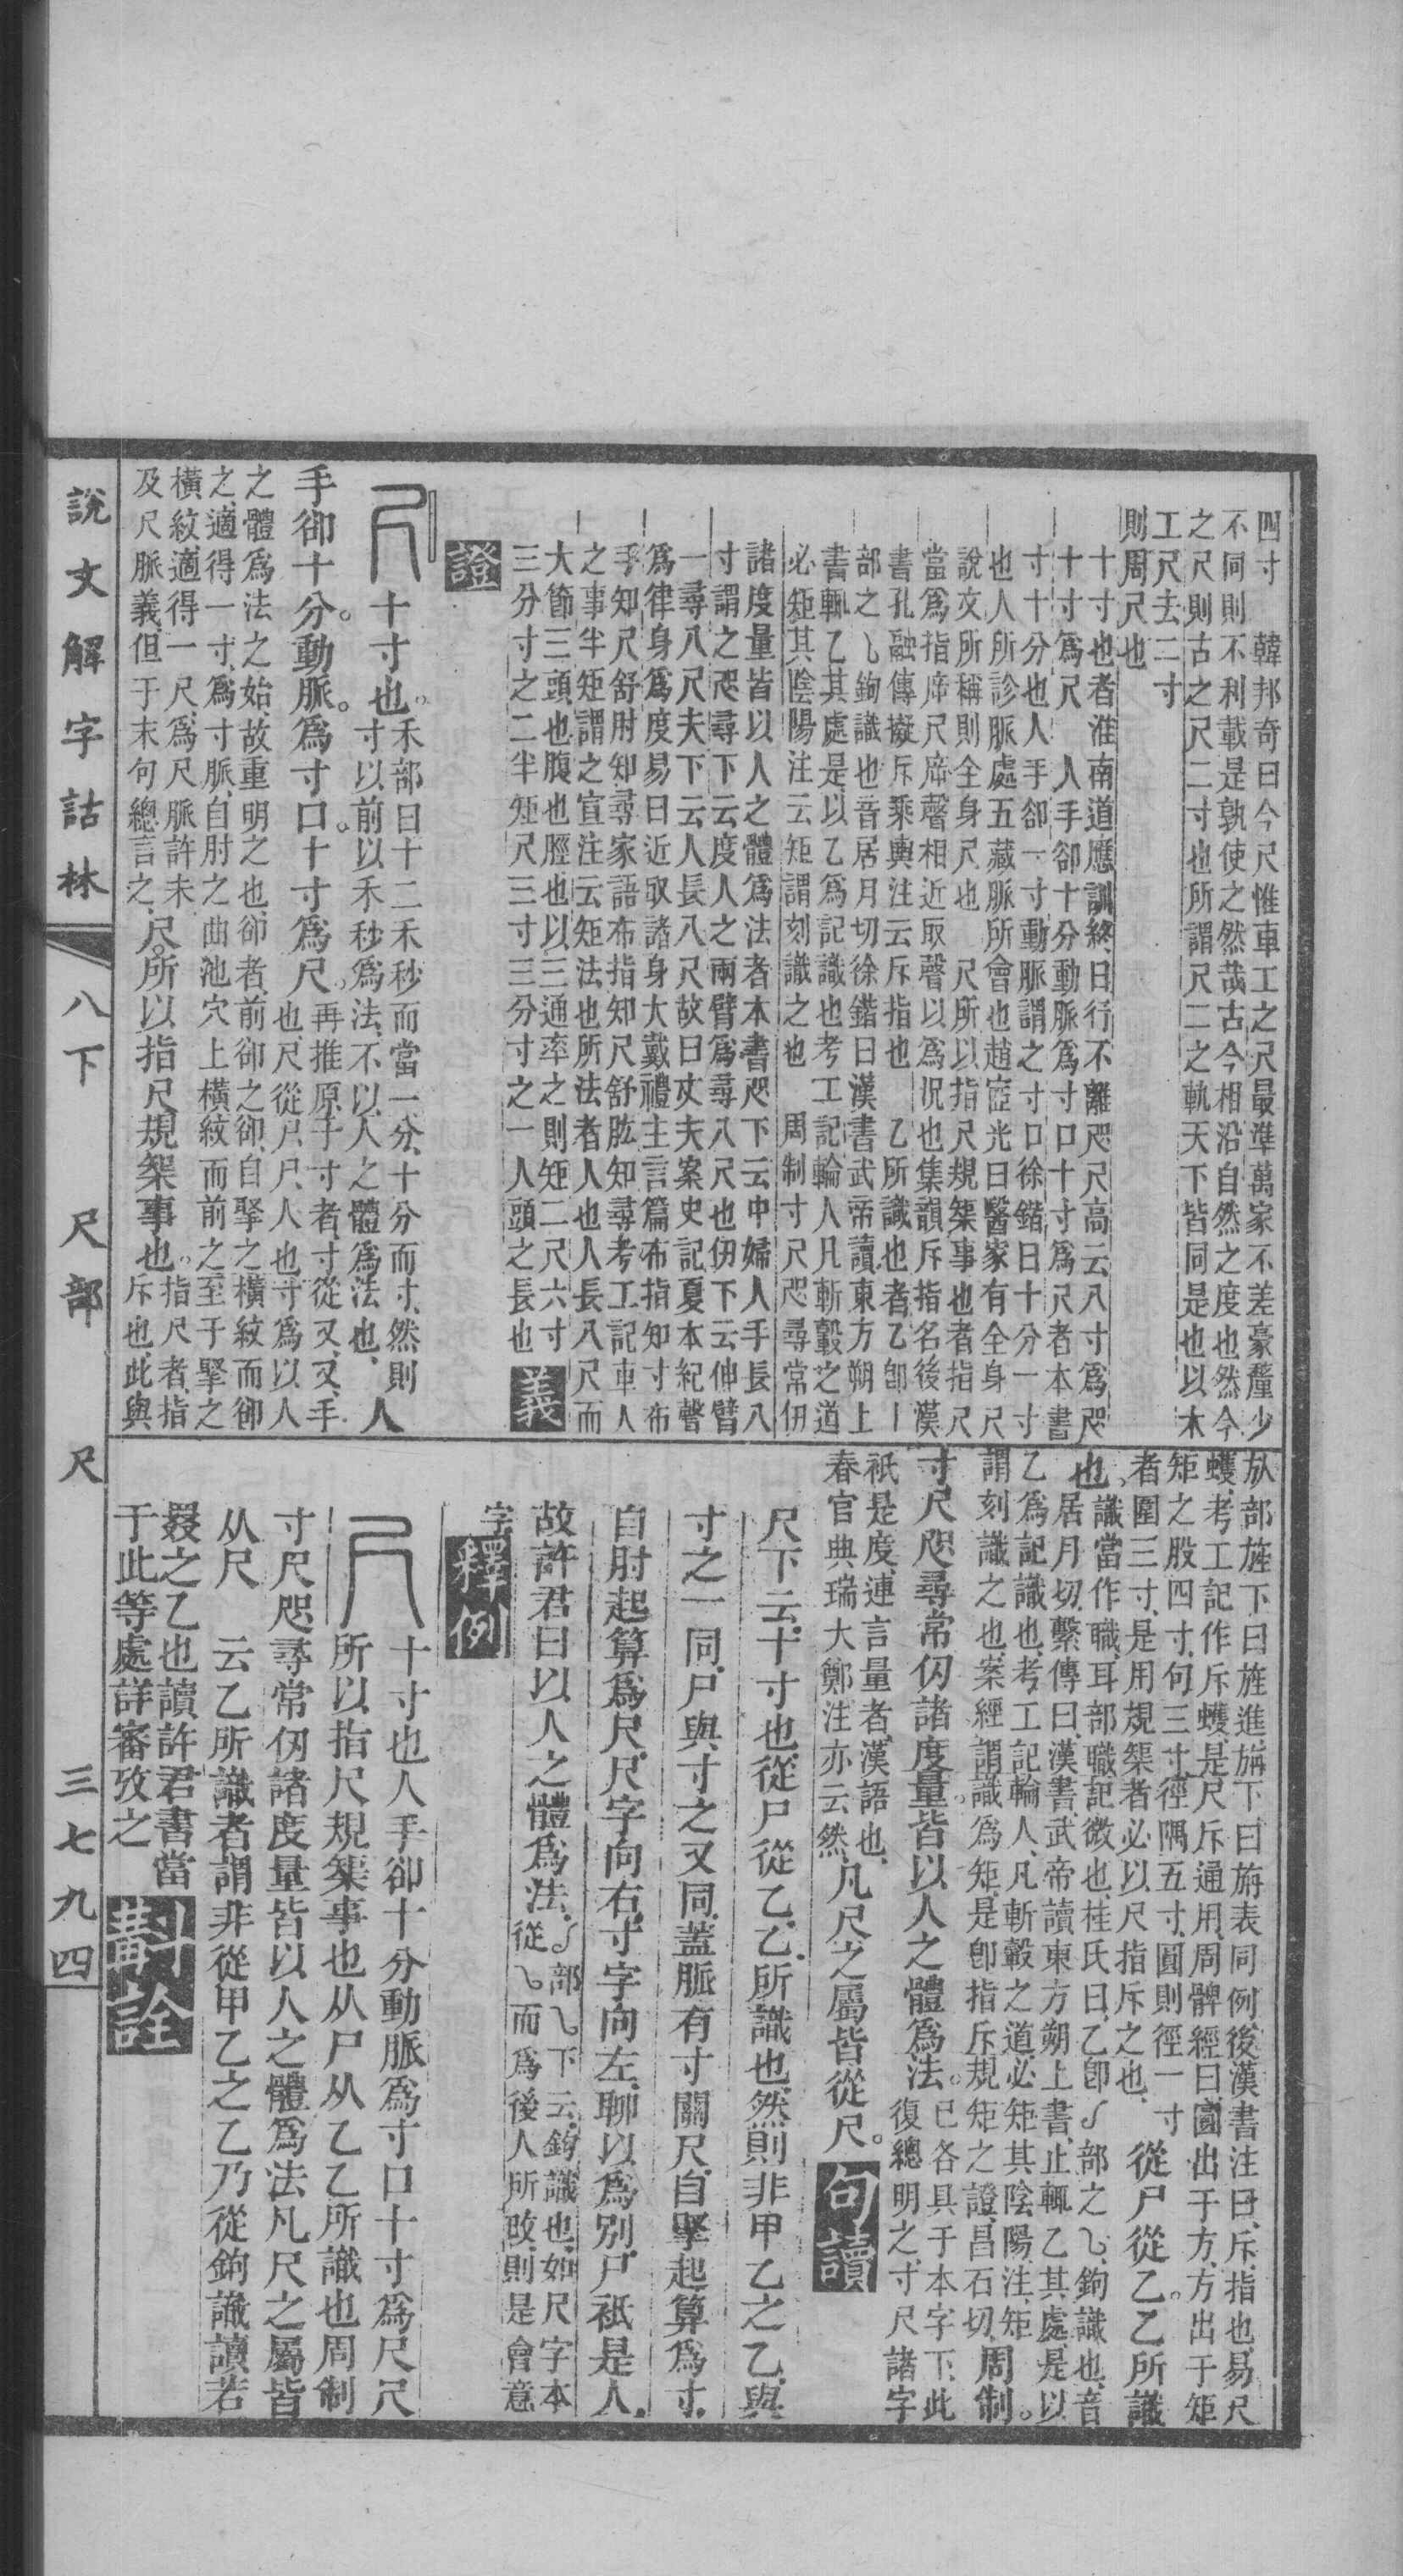 四寸　韓邦奇曰今尺惟車工之尺最準萬家不差豪釐少
不同則不利載是孰使之然哉古今相沿自然之度也然今
之尺則古之尺二寸也所謂尺二之軌天下皆同是也以木
工尺去二寸
則周尺也
十寸也者淮南道應訓終日行不離咫尺高云八寸爲咫
十寸爲尺　人手卻十分動脈爲寸口十寸爲尺者本書
寸十分也人手卻一寸動脈謂之寸口徐鍇曰十分一寸
也人所診脈處五藏脈所會也趙宧光曰醫家有全身尺
說文所稱則全身尺也　尺所以指尺規榘事也者指尺
當爲指㡿尺㡿聲相近取聲以爲況也集韻斥指名後漢
書孔融傳擬斥乘輿注云斥指也　乙所識也者乙卽亅
部之乀鉤識也音居月切徐鍇曰漢書武帝讀東方朔上
書輒乙其處是以乙爲記識也考工記輪人凡斬轂之道
必矩其陰陽注云矩謂刻識之也　周制寸尺咫尋常仞
諸度量皆以人之體爲法者本書咫下云中婦人手長八
寸謂之咫尋下云度人之兩臂爲尋八尺也仞下云伸臂
一尋八尺夫下云人長八尺故曰丈夫案史記夏本紀聲
爲律身爲度易曰近取諸身大戴禮主言篇布指知寸布
手知尺舒肘知尋家語布指知尺舒肱知尋考工記車人
之事半矩謂之宣注云矩法也所法者人也人長八尺而
大節三頭也腹也脛也以三通率之則矩二尺六寸
三分寸之二半矩尺三寸三分寸之一人頭之長也　義
證
尺　十寸也。禾部曰十二禾秒而當一分、十分而寸、然則
寸以前以禾秒爲法、不以人之體爲法也、人
手卻十分。動脈。爲寸口。十寸爲尺。再推原于寸者、寸從又、又、手
也、尺從尸、尸、人也、寸爲以人
之體爲法之始、故重明之也、卻者、前卻之卻、自掔之橫紋而卻
之、適得一寸、爲寸脈、自肘之曲池穴上橫紋而前之、至于掔之
橫紋、適得一尺、爲尺脈、許未
及尺脈義、但于末句總言之、尺。所以指尺規榘事也。指尺者、指
斥也、此與
㫃部旌下曰旌進、旃下曰旃表同例、後漢書注曰、斥、指也、易尺
蠖、考工記作斥蠖、是尺斥通用、周髀經曰、圜出于方、方出于矩
矩之股四寸、句三寸、徑隅五寸、圓則徑一寸
者圍三寸、是用規榘者必以尺指斥之也、從尸從乙。乙所識
也。識當作職、耳部、職、記微也、桂氏曰、乙卽亅部之乀、鉤識也、音
居月切、繫傳曰、漢書武帝讀東方朔上書、止輒乙其處、是以
乙爲記識也、考工記輪人、凡斬轂之道、必矩其陰陽、注、矩
謂刻識之也、案經謂識爲矩、是卽指斥規矩之證、昌石切、周制。
寸尺咫尋常仞諸度量。皆以人之體爲法。已各具于本字下、此
復總明之、寸尺諸字
衹是度、連言量者、漢語也、
春官典瑞大鄭注亦云然、凡尺之屬皆從尺。　句讀
尺下云、十寸也、從尸從乙、乙、所識也、然則非甲乙之乙、與
寸之一同、尸與寸之又同、蓋脈有寸關尺、自掔起算爲寸、
自肘起算爲尺、尺字向右、寸字向左、聊以爲別、尸衹是人、
故許君曰以人之體爲法、亅部乀下云、鉤識也、如尺字本
從乀而爲後人所改、則是會意
字　釋例
尺　十寸也人手卻十分動脈爲寸口十寸爲尺尺
所以指尺規榘事也从尸从乙乙所識也周制
寸尺咫尋常仞諸度量皆以人之體爲法凡尺之屬皆
从尺　云乙所識者謂非從甲乙之乙乃從鉤識讀若
罬之乙也讀許君書當
于此等處詳審攷之　斠詮
說文解字詁林　八下　尺部　尺　三七九四